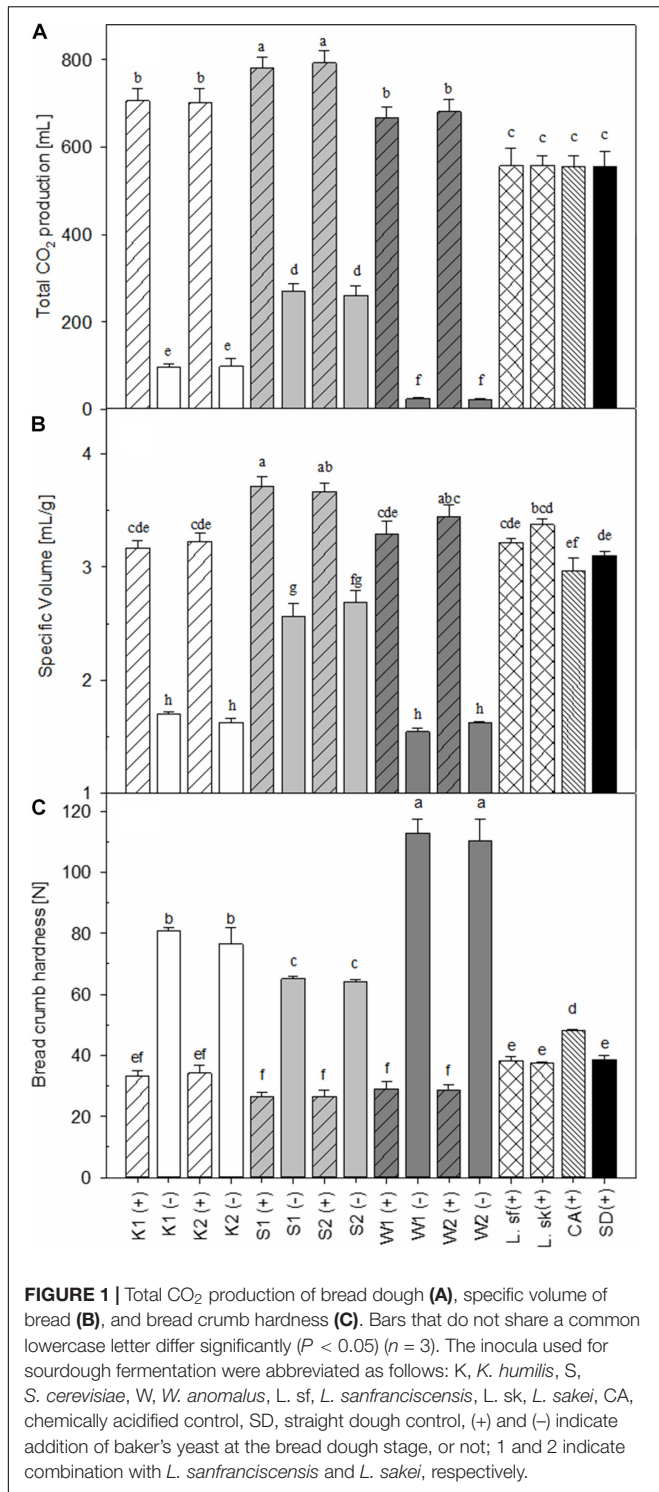 A
800
600
400
200
0
Total CO2 production [mL]
b b a a b b c c c c
e e d d f f
B
4
3
2
1
Specific Volume [mL/g]
cde cde a ab cde abc cde bcd ef de
h h g fg h h
C
120
100
80
60
40
20
0
Bread crumb hardness [N]
a a
b b c c d
ef ef f f f f e e e
K1 (+) K1 (-) K2 (+) K2 (-) S1 (+) S1 (-) S2 (+) S2 (-) W1 (+) W1 (-) W2 (+) W2 (-) L. sf(+) L. sk(+) CA(+) SD(+)
FIGURE 1 | Total CO2 production of bread dough (A), specific volume of
bread (B), and bread crumb hardness (C). Bars that do not share a common
lowercase letter differ significantly (P < 0.05) (n = 3). The inocula used for
sourdough fermentation were abbreviated as follows: K, K. humilis, S,
S. cerevisiae, W, W. anomalus, L. sf, L. sanfranciscensis, L. sk, L. sakei, CA,
chemically acidified control, SD, straight dough control, (+) and (–) indicate
addition of baker's yeast at the bread dough stage, or not; 1 and 2 indicate
combination with L. sanfranciscensis and L. sakei, respectively.